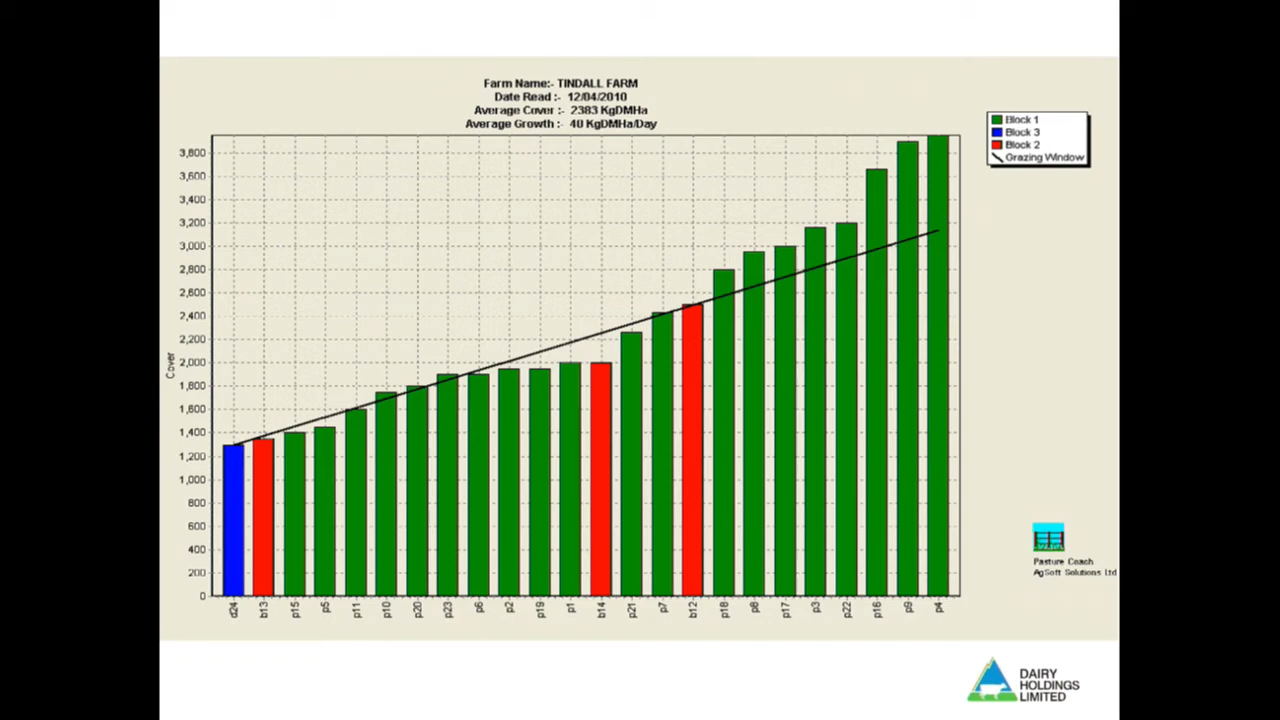 Farm Name:- TINDALL FARM
Date Read :- 12/04/2010
Average Cover :- 2383 KgDMHa
Average Growth :- 40 KgDMHa/Day
Block 1
Block 3
Block 2
Grazing Window
3,800
3,600
3,400
3,200
3,000
2,800
2,600
2,400
2,200
2,000
1,800
1,600
1,400
1,200
1,000
800
600
400
200
0
Cover
d24 b13 p15 p5 p11 p10 p20 p23 p6 p2 p19 p1 b14 p21 p7 b12 p18 p8 p17 p3 p22 p16 p9 p4
Pasture Coach
AgSoft Solutions Ltd
DAIRY
HOLDINGS
LIMITED